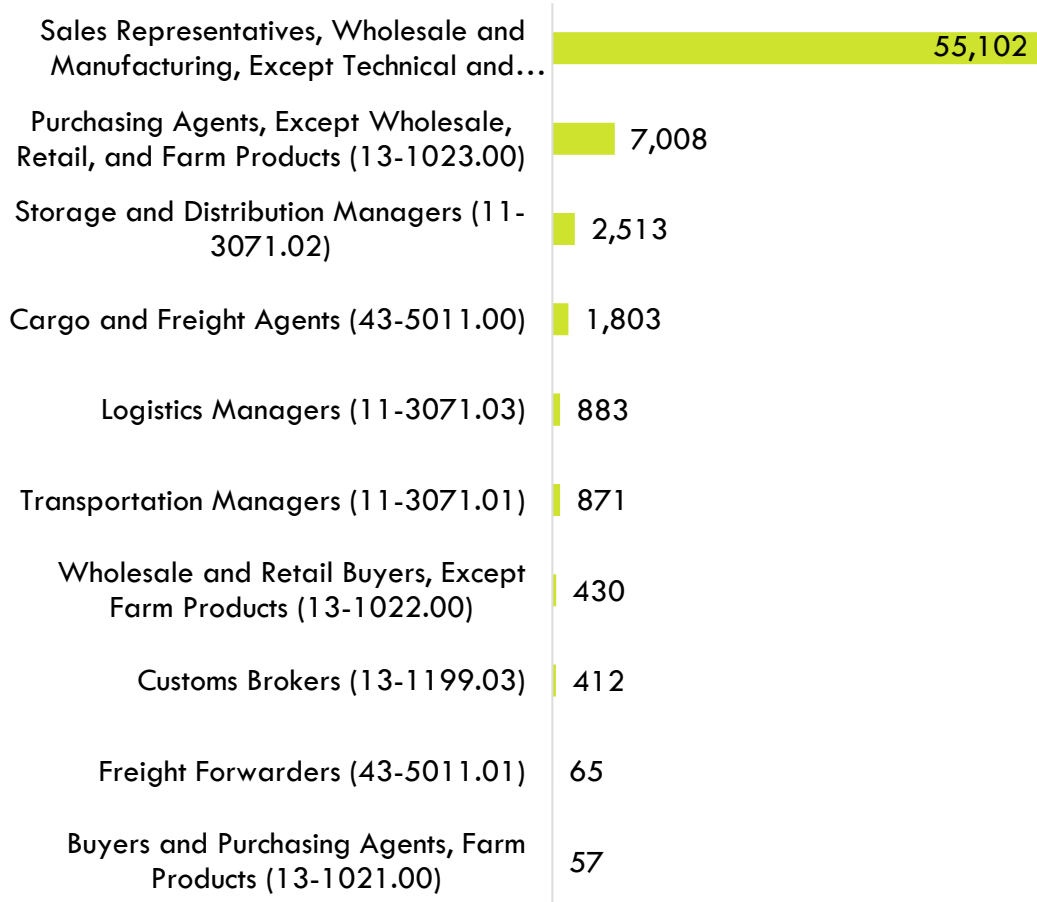 Sales Representatives, Wholesale and
Manufacturing, Except Technical and…
55,102
Purchasing Agents, Except Wholesale,
Retail, and Farm Products (13-1023.00)
7,008
Storage and Distribution Managers (11-
3071.02)
2,513
Cargo and Freight Agents (43-5011.00)
1,803
Logistics Managers (11-3071.03)
883
Transportation Managers (11-3071.01)
871
Wholesale and Retail Buyers, Except
Farm Products (13-1022.00)
430
Customs Brokers (13-1199.03)
412
Freight Forwarders (43-5011.01)
65
Buyers and Purchasing Agents, Farm
Products (13-1021.00)
57